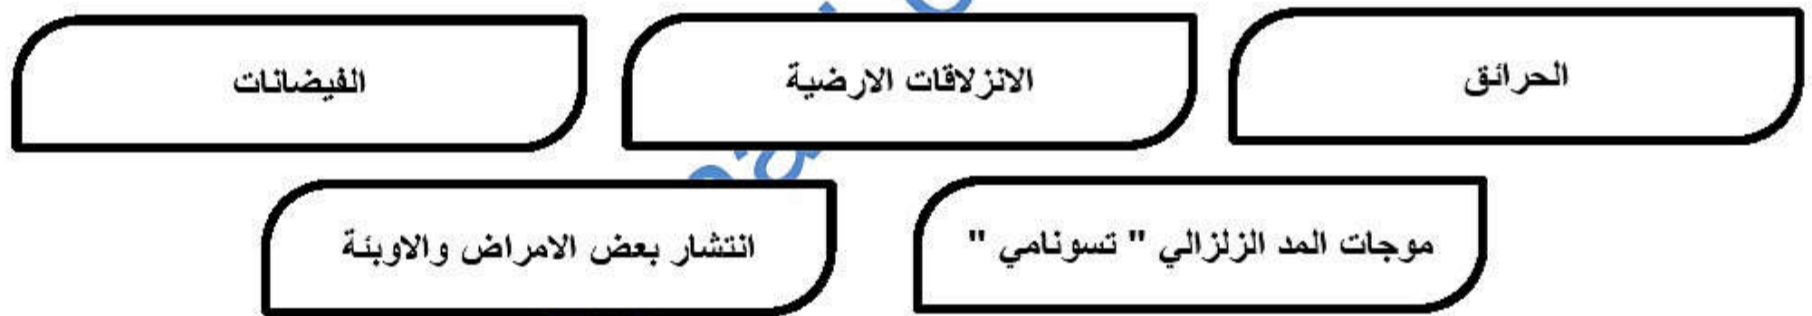 الحرائق
الانزلاقات الارضية
الفيضانات
موجات المد الزلزالي " تسونامي "
انتشار بعض الامراض والاوبئة